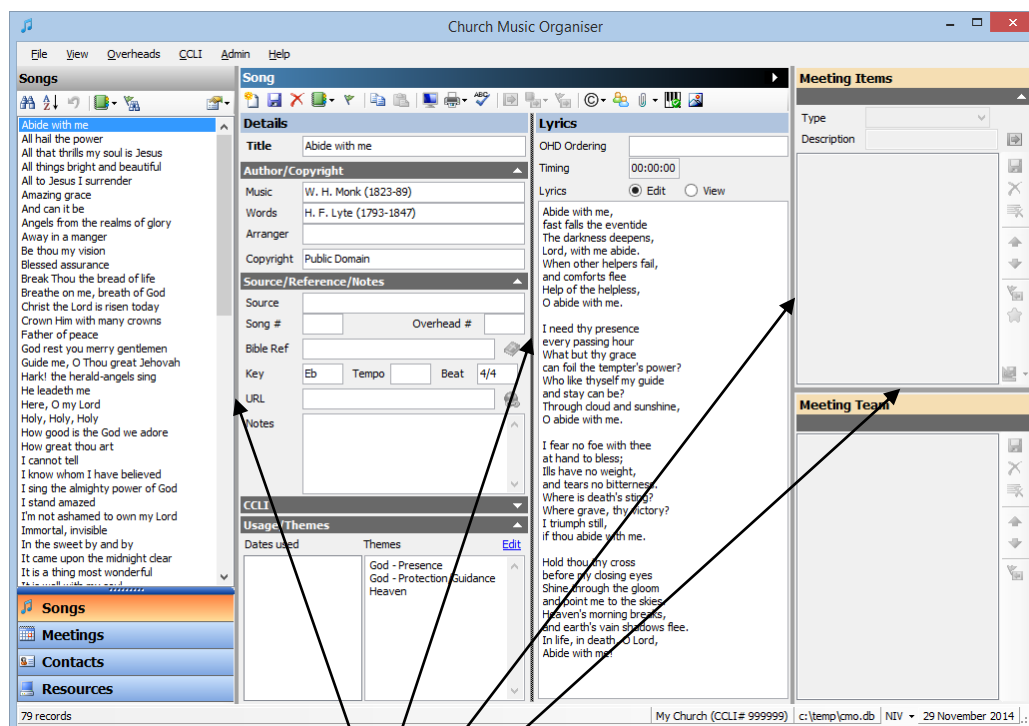 Church Music Organiser
File View Overheads CCLI Admin Help
Songs
Abide with me
All hail the power
All that thrills my soul is Jesus
All things bright and beautiful
All to Jesus I surrender
Amazing grace
And can it be
Angels from the realms of glory
Away in a manger
Be thou my vision
Blessed assurance
Break Thou the bread of life
Breathe on me, breath of God
Christ the Lord is risen today
Crown Him with many crowns
Father of peace
God rest you merry gentlemen
Guide me, O Thou great Jehovah
Hark! the herald-angels sing
He leadeth me
Here, O my Lord
Holy, Holy, Holy
How good is the God we adore
How great thou art
I cannot tell
I know whom I have believed
I sing the almighty power of God
I stand amazed
I'm not ashamed to own my Lord
Immortal, invisible
In the sweet by and by
It came upon the midnight clear
It is a thing most wonderful
It is well with my soul
Songs
Meetings
Contacts
Resources
Song
ABC
Details
Title Abide with me
Author/Copyright
Music W. H. Monk (1823-89)
Words H. F. Lyte (1793-1847)
Arranger
Copyright Public Domain
Source/Reference/Notes
Source
Song # Overhead #
Bible Ref
Key Eb Tempo Beat 4/4
URL
Notes
CCLI
Usage/Themes
Dates used Themes Edit
God - Presence
God - Protection/Guidance
Heaven
Lyrics
OHD Ordering
Timing 00:00:00
Lyrics Edit View
Abide with me,
fast falls the eventide
The darkness deepens,
Lord, with me abide.
When other helpers fail,
and comforts flee
Help of the helpless,
O abide with me.
I need thy presence
every passing hour
What but thy grace
can foil the tempter's power?
Who like thyself my guide
and stay can be?
Through cloud and sunshine,
O abide with me.
I fear no foe with thee
at hand to bless;
Ills have no weight,
and tears no bitterness.
Where is death's sting?
Where grave, thy victory?
I triumph still,
if thou abide with me.
Hold thou thy cross
before my closing eyes
Shine through the gloom
and point me to the skies,
Heaven's morning breaks,
and earth's vain shadows flee.
In life, in death, O Lord,
Abide with me!
Meeting Items
Type
Description
Meeting Team
79 records My Church (CCLI# 999999) c:\temp\cmo.db NIV 29 November 2014